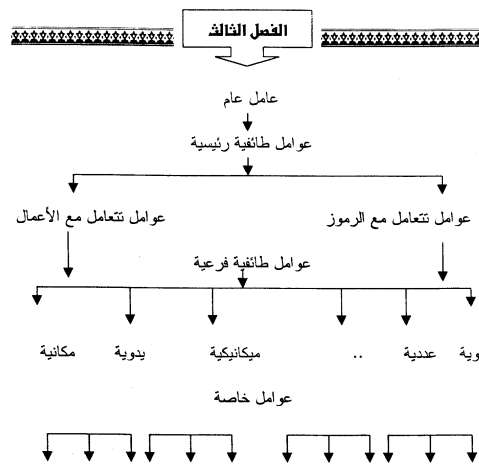 الفصل الثالث
عامل عام
عوامل طائفية رئيسية
عوامل تتعامل مع الرموز عوامل تتعامل مع الأعمال
عوامل طائفية فرعية
وية عددية .. ميكانيكية يدوية مكانية
عوامل خاصة